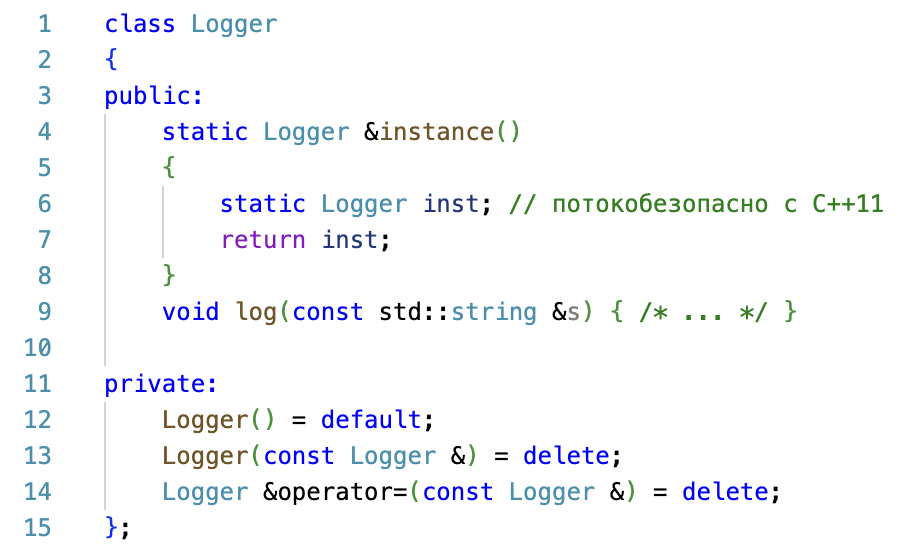 1 class Logger
2 {
3 public:
4     static Logger &instance()
5     {
6         static Logger inst; // потокобезопасно с C++11
7         return inst;
8     }
9     void log(const std::string &s) { /* ... */ }
10
11 private:
12     Logger() = default;
13     Logger(const Logger &) = delete;
14     Logger &operator=(const Logger &) = delete;
15 };